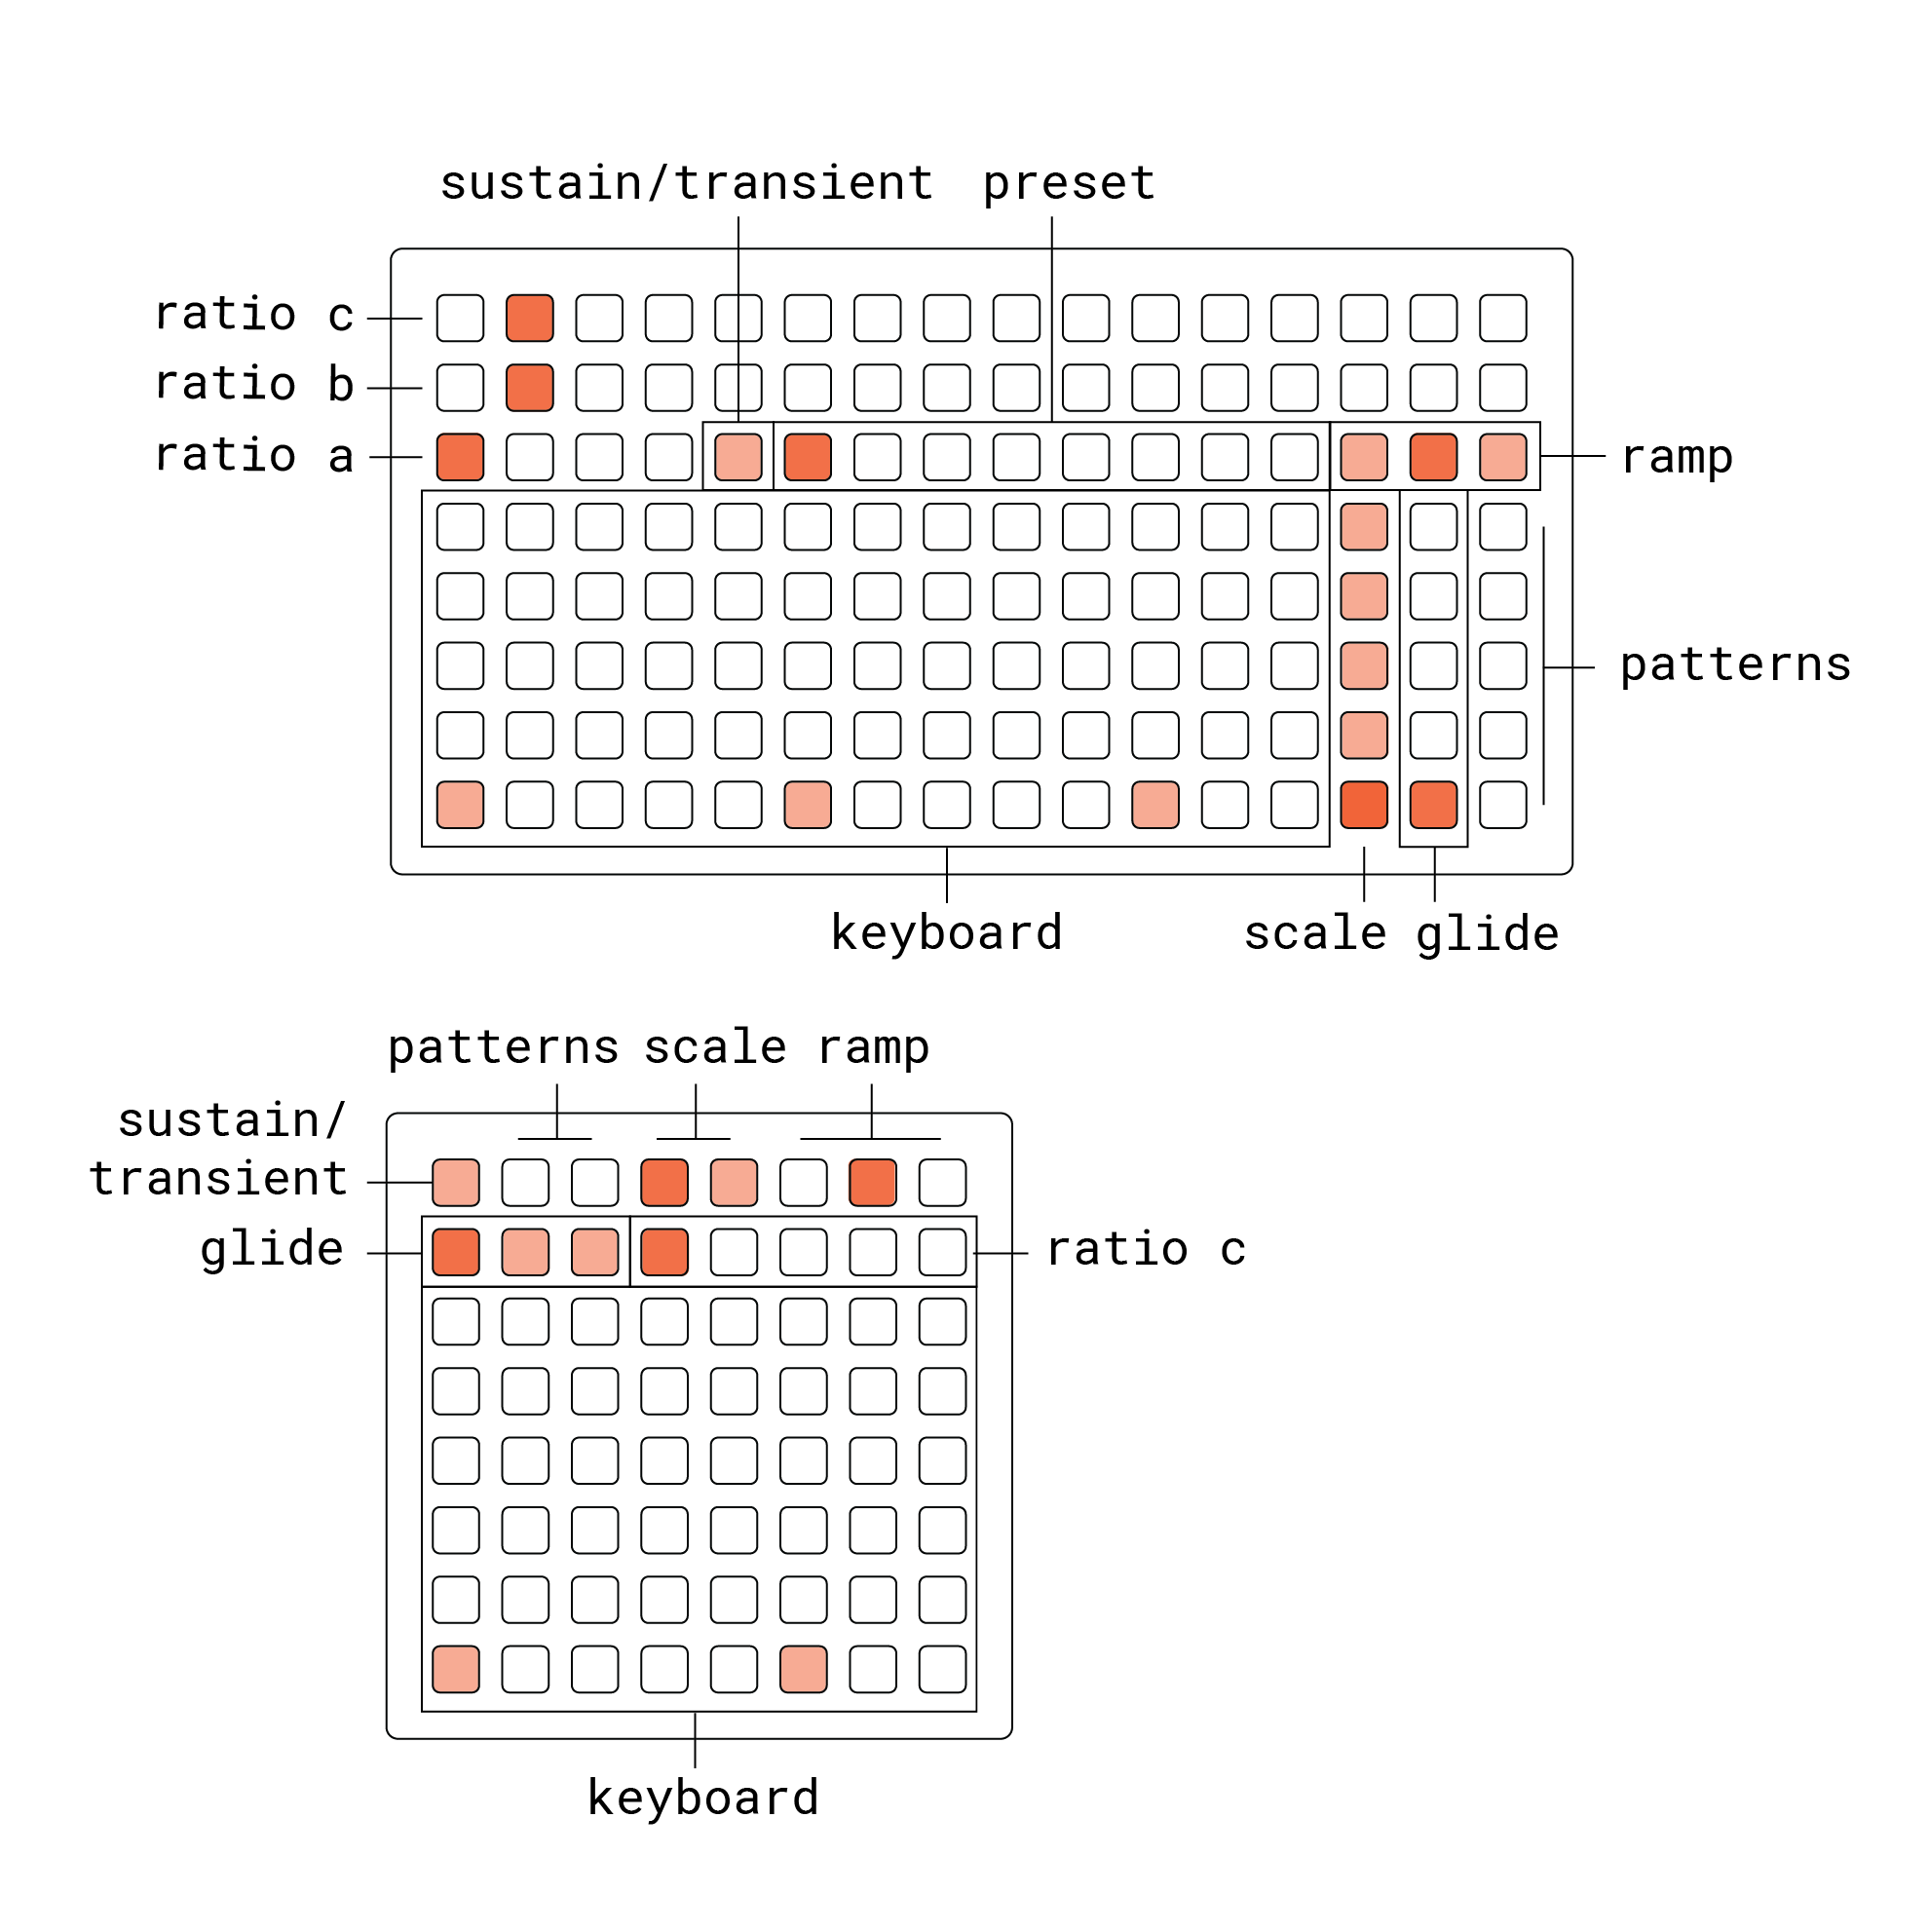 sustain/transient preset
ratio c
ratio b
ratio a
ramp
patterns
keyboard scale glide
patterns scale ramp
sustain/
transient
glide
ratio c
keyboard